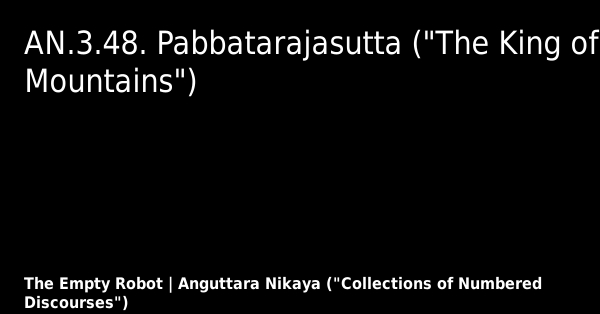 AN.3.48. Pabbatarajasutta ("The King of
Mountains")
The Empty Robot | Anguttara Nikaya ("Collections of Numbered
Discourses")